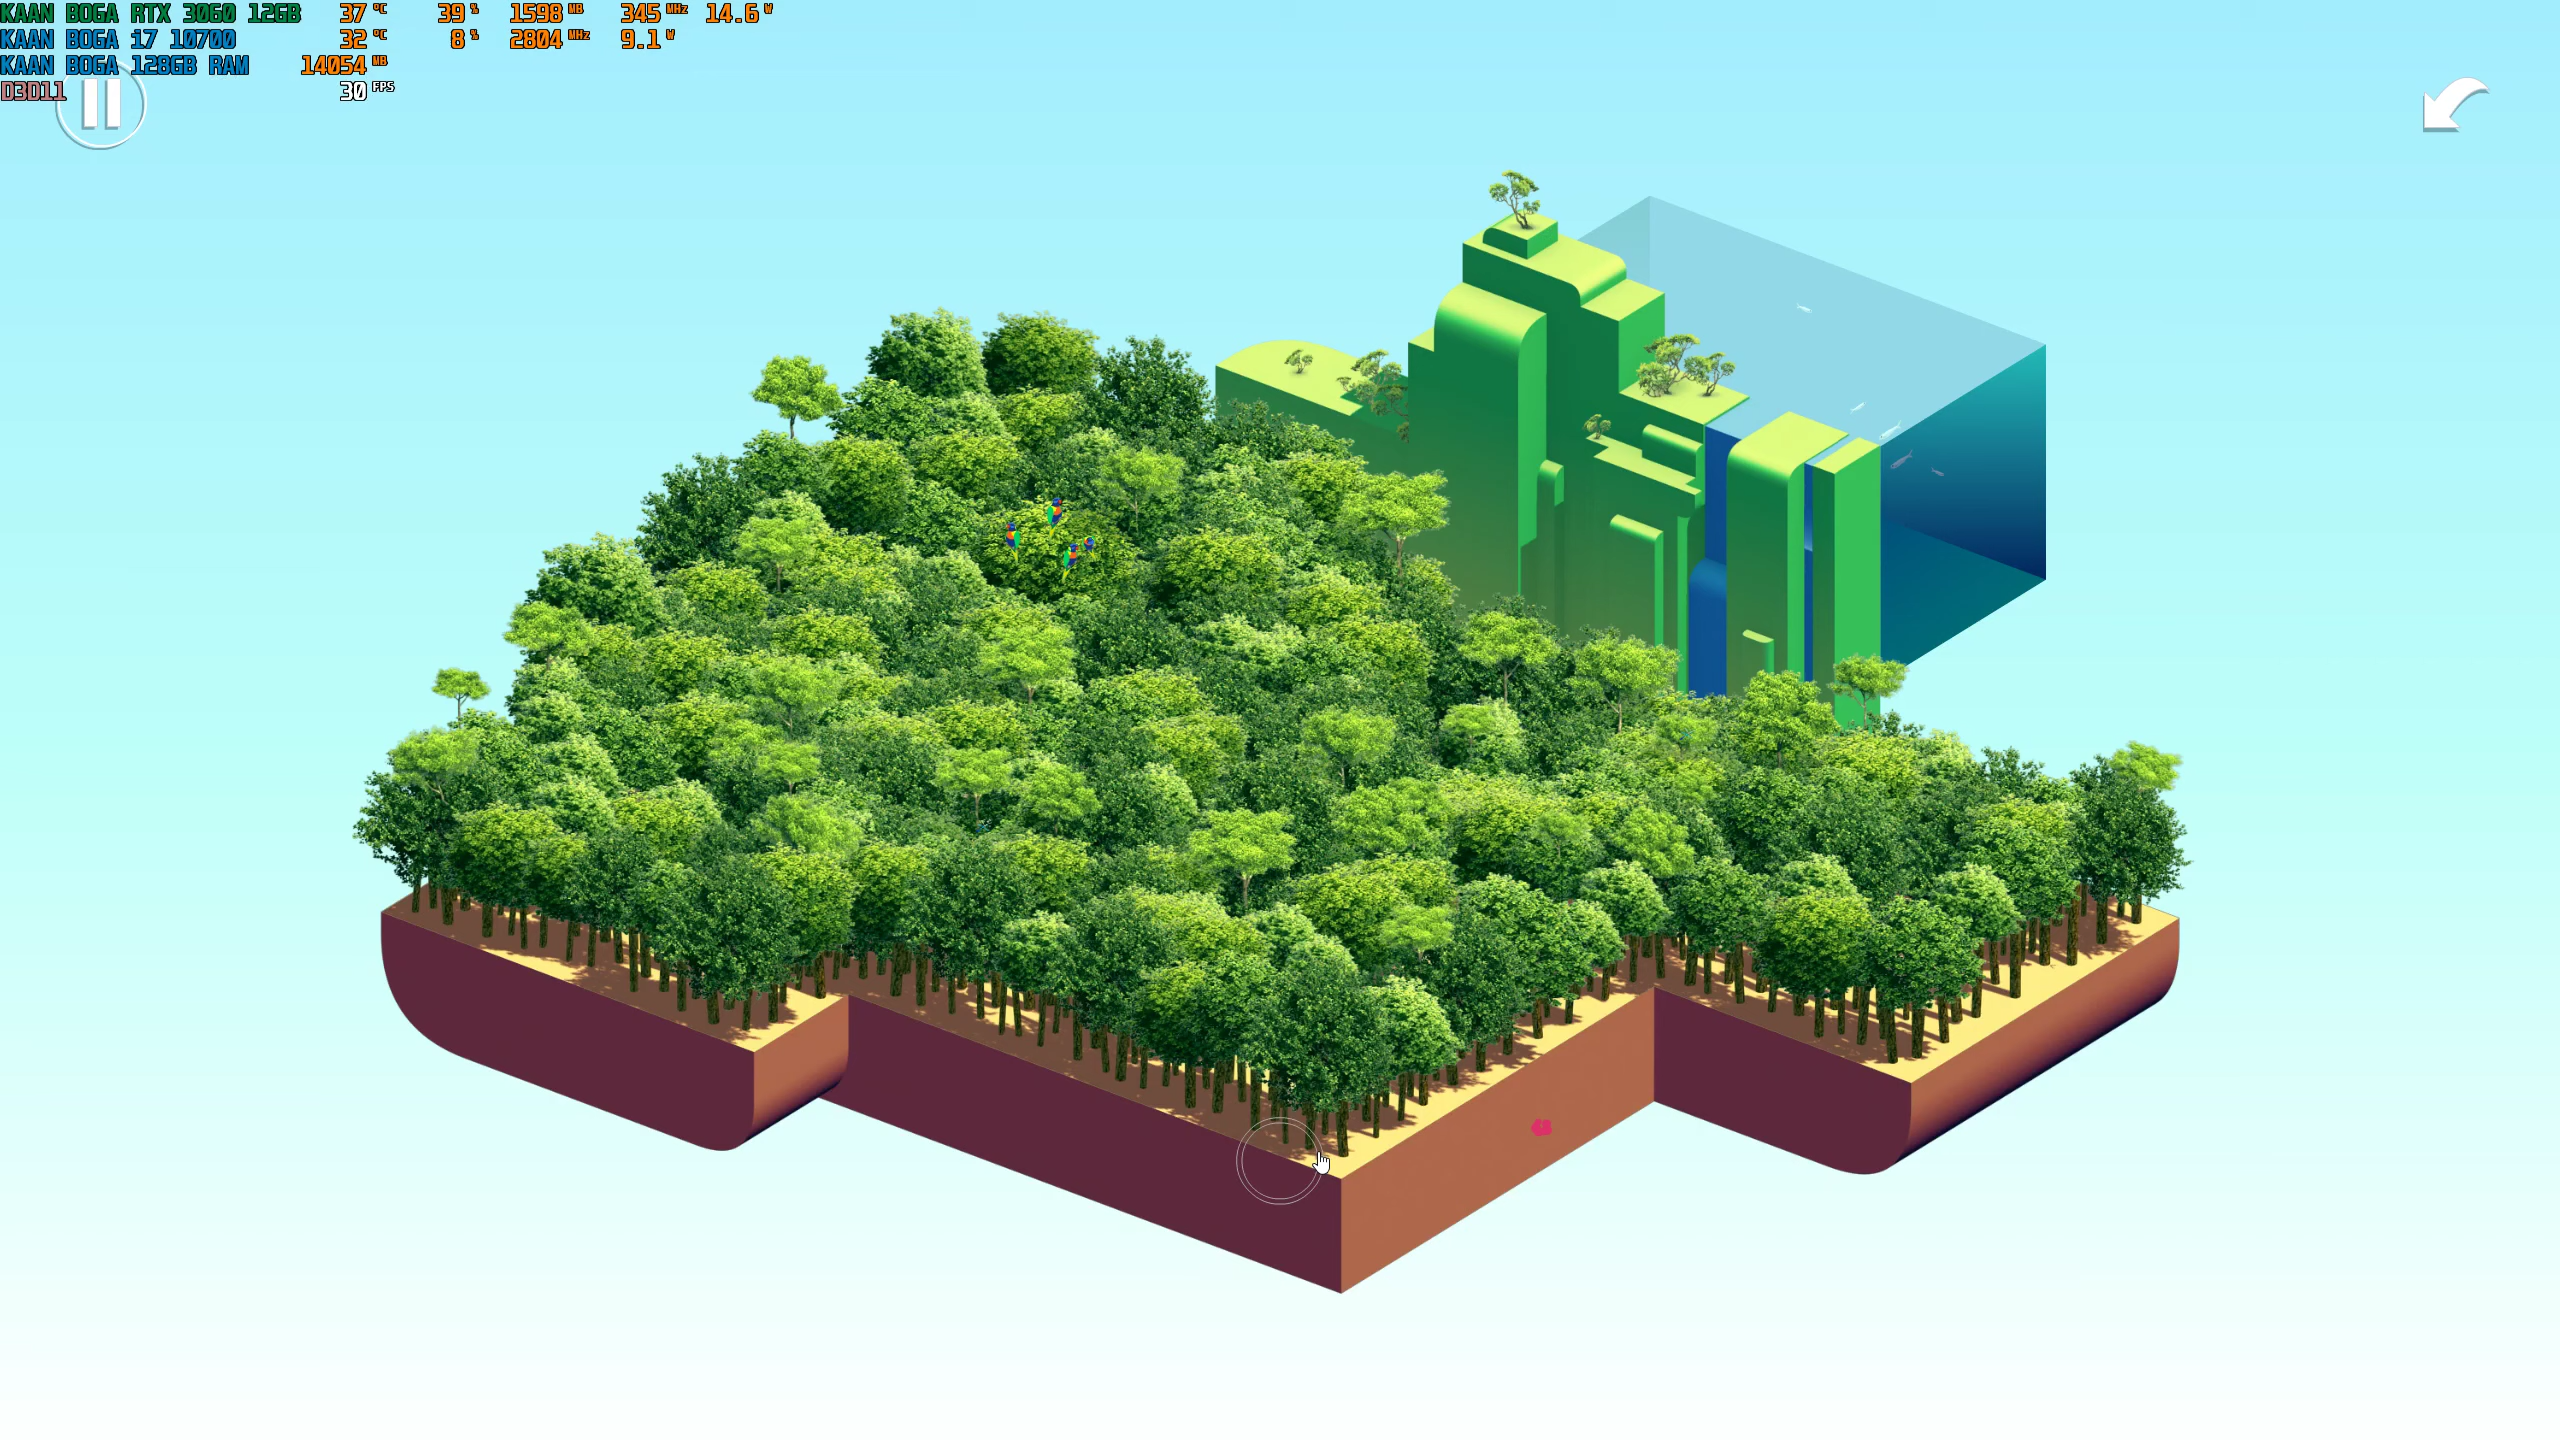 KAAN BOGA RTX 3060 12GB 37 °C 39 % 1598 MB 345 MHz 14.6 W
KAAN BOGA i7 10700 32 °C 8 % 2804 MHz 9.1 W
KAAN BOGA 128GB RAM 14054 MB
D3D11 30 FPS